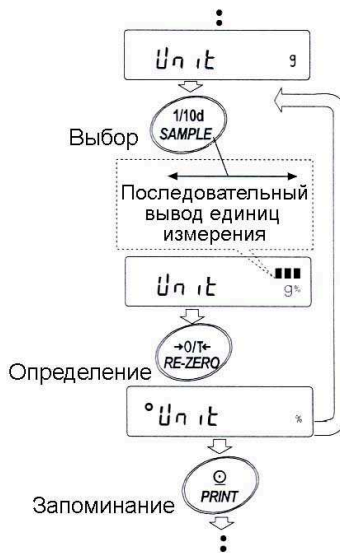 Unit g
1/10d
SAMPLE
Выбор
Последовательный
вывод единиц
измерения
Unit g%
→0/T←
RE-ZERO
Определение
°Unit %
PRINT
Запоминание